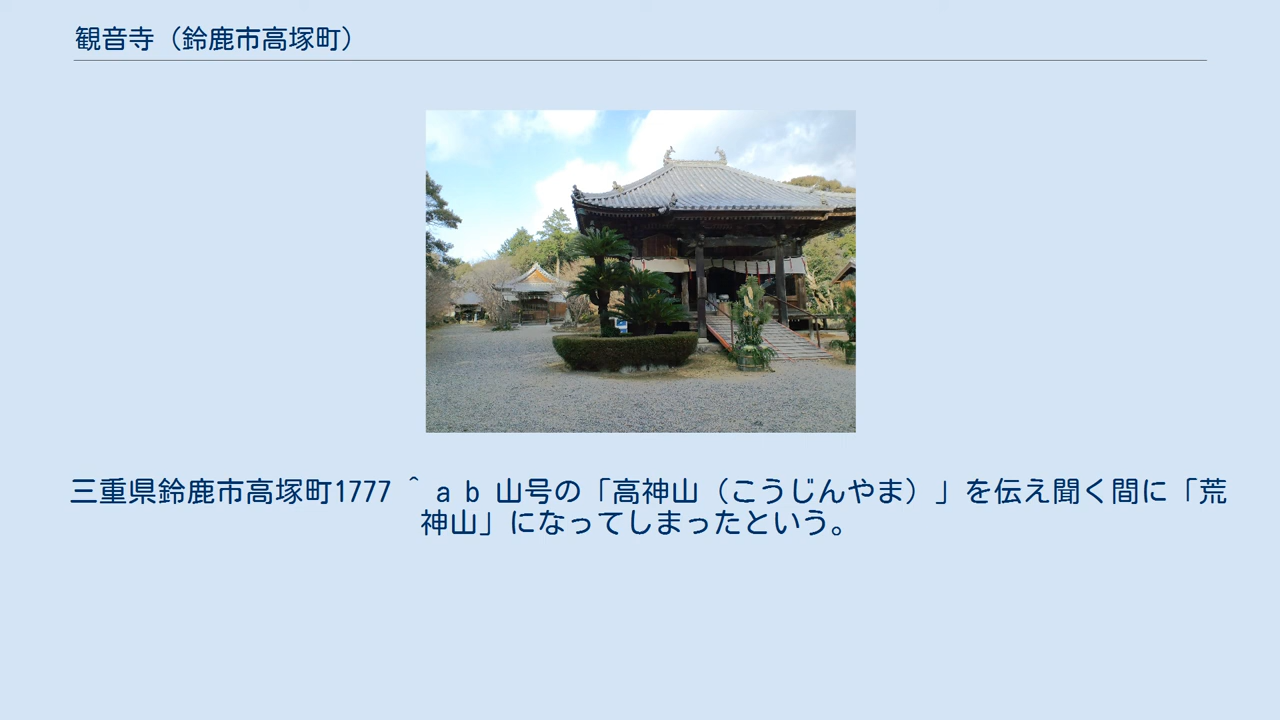 観音寺（鈴鹿市高塚町）
三重県鈴鹿市高塚町1777 ^ a b 山号の「高神山（こうじんやま）」を伝え聞く間に「荒
神山」になってしまったという。